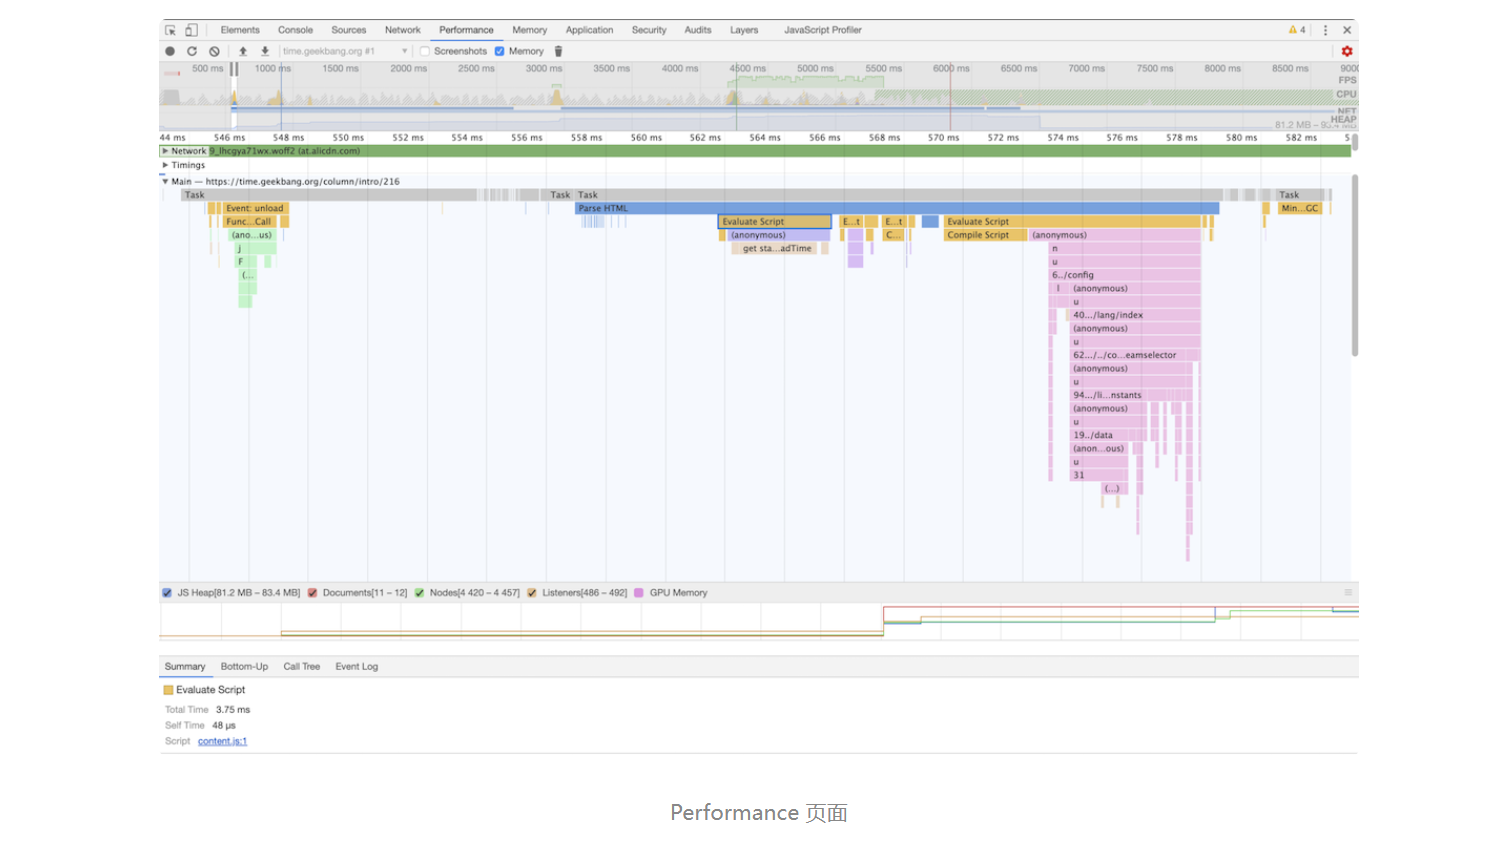 Elements Console Sources Network Performance Memory Application Security Audits Layers JavaScript Profiler 4
time.geekbang.org #1 Screenshots Memory
500 ms 1000 ms 1500 ms 2000 ms 2500 ms 3000 ms 3500 ms 4000 ms 4500 ms 5000 ms 5500 ms 6000 ms 6500 ms 7000 ms 7500 ms 8000 ms 8500 ms 9000
FPS
CPU
NET
HEAP
81.2 MB – 93.4 MB
44 ms 546 ms 548 ms 550 ms 552 ms 554 ms 556 ms 558 ms 560 ms 562 ms 564 ms 566 ms 568 ms 570 ms 572 ms 574 ms 576 ms 578 ms 580 ms 582 ms 5
Network 9_lhcgya71wx.woff2 (at.alicdn.com)
Timings
Main — https://time.geekbang.org/column/intro/216
Task Task Task Task
Event: unload Parse HTML Min...GC
Func...Call Evaluate Script E...t E...t Evaluate Script
(ano...us) (anonymous) C... Compile Script (anonymous)
j get sta...adTime n
F u
(... 6../config
l (anonymous)
u
40.../lang/index
(anonymous)
u
62.../../co...eamselector
(anonymous)
u
94.../li...nstants
(anonymous)
u
19../data
(anon...ous)
u
31
(...)
JS Heap[81.2 MB – 83.4 MB] Documents[11 – 12] Nodes[4 420 – 4 457] Listeners[486 – 492] GPU Memory
Summary Bottom-Up Call Tree Event Log
Evaluate Script
Total Time 3.75 ms
Self Time 48 μs
Script content.js:1
Performance 页面